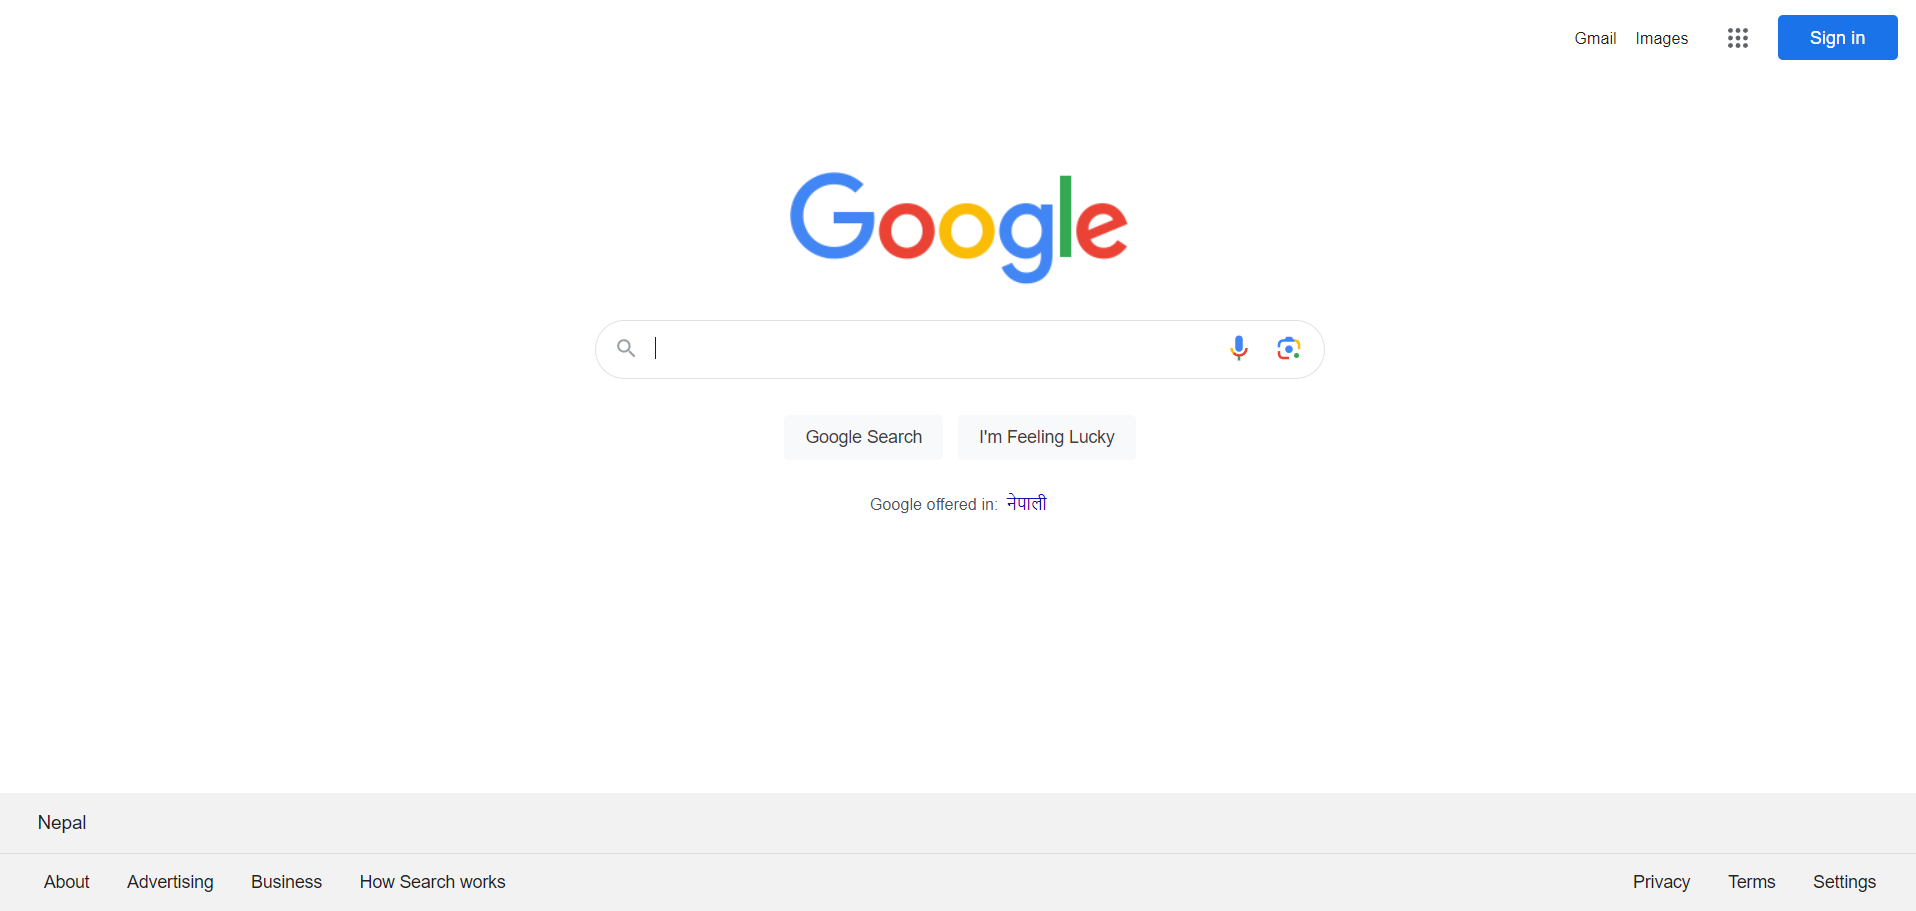 Gmail Images Sign in
Google
Google Search I'm Feeling Lucky
Google offered in: नेपाली
Nepal
About Advertising Business How Search works Privacy Terms Settings